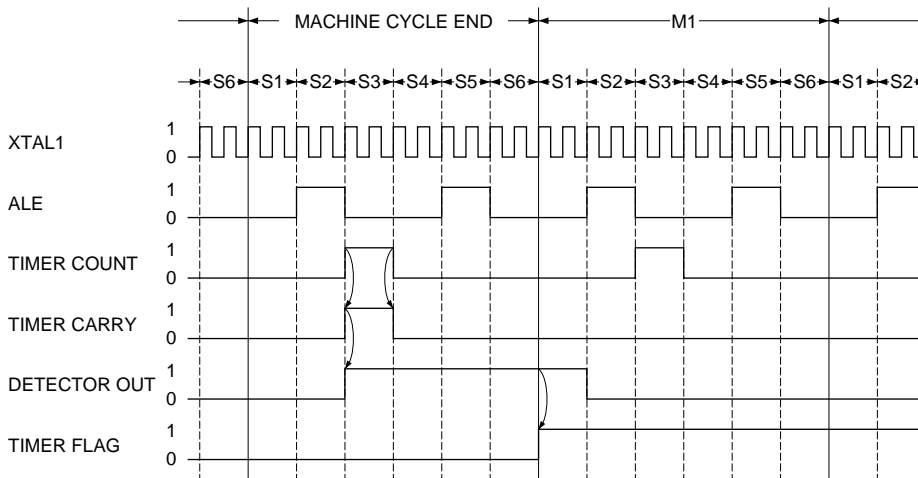 MACHINE CYCLE END M1
S6 S1 S2 S3 S4 S5 S6 S1 S2 S3 S4 S5 S6 S1 S2
XTAL1 1
0
ALE 1
0
TIMER COUNT 1
0
TIMER CARRY 1
0
DETECTOR OUT 1
0
TIMER FLAG 1
0